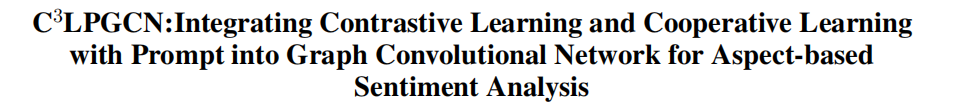 C³LPGCN:Integrating Contrastive Learning and Cooperative Learning
with Prompt into Graph Convolutional Network for Aspect-based
Sentiment Analysis